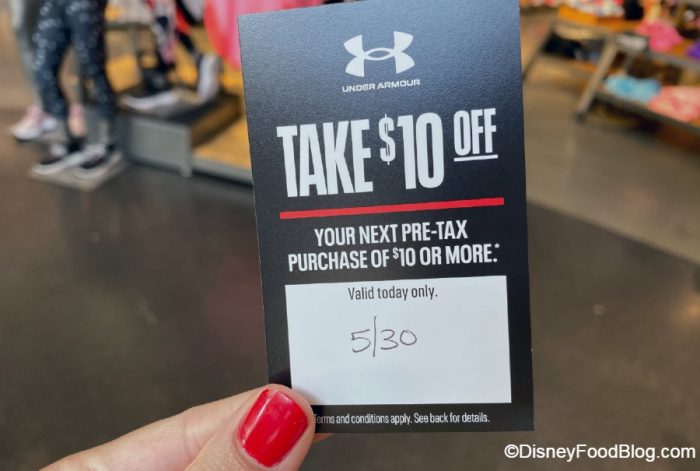 UNDER ARMOUR
TAKE $10 OFF
YOUR NEXT PRE-TAX
PURCHASE OF $10 OR MORE.*
Valid today only.
5/30
Terms and conditions apply. See back for details.
©DisneyFoodBlog.com